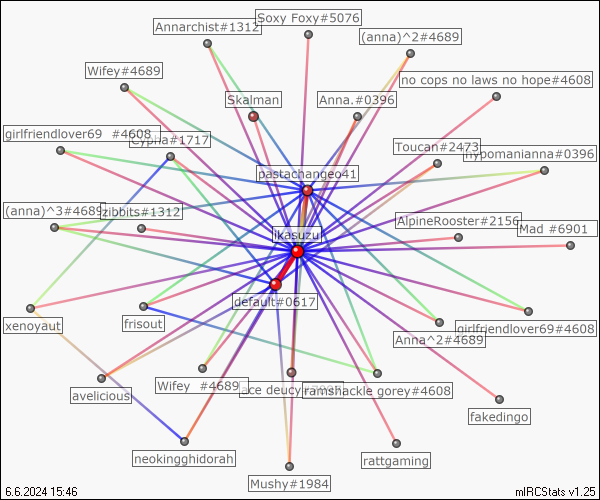 Soxy Foxy#5076
Annarchist#1312
(anna)^2#4689
Wifey#4689
no cops no laws no hope#4608
Skalman
Anna.#0396
girlfriendlover69 #4608
Cypha#1717
Toucan#2473
hypomanianna#0396
pastachangeo41
(anna)^3#4689
zibbits#1312
AlpineRooster#2156
Mad #6901
ikasuzu
default#0617
xenoyaut
frisout
girlfriendlover69#4608
Anna^2#4689
Wifey #4689
ace deucy
ramshackle gorey#4608
avelicious
fakedingo
neokingghidorah
rattgaming
Mushy#1984
6.6.2024 15:46
mIRCStats v1.25